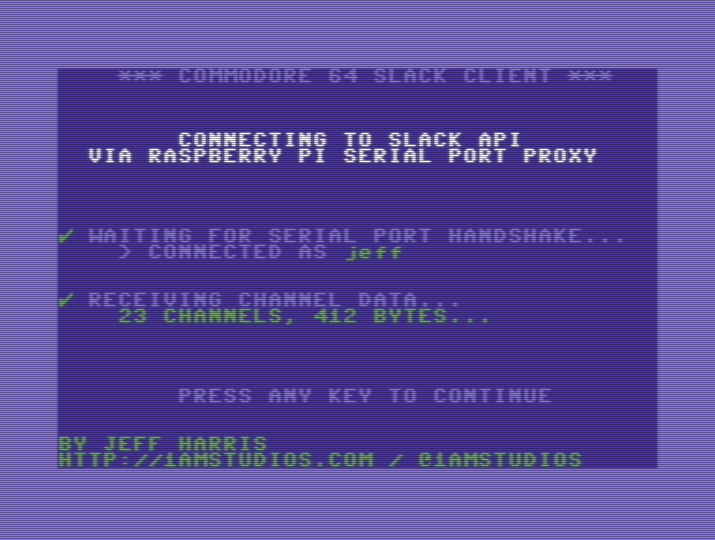 *** COMMODORE 64 SLACK CLIENT ***
CONNECTING TO SLACK API
VIA RASPBERRY PI SERIAL PORT PROXY
✓ WAITING FOR SERIAL PORT HANDSHAKE...
> CONNECTED AS jeff
✓ RECEIVING CHANNEL DATA...
23 CHANNELS, 412 BYTES...
PRESS ANY KEY TO CONTINUE
BY JEFF HARRIS
HTTP://1AMSTUDIOS.COM / @1AMSTUDIOS